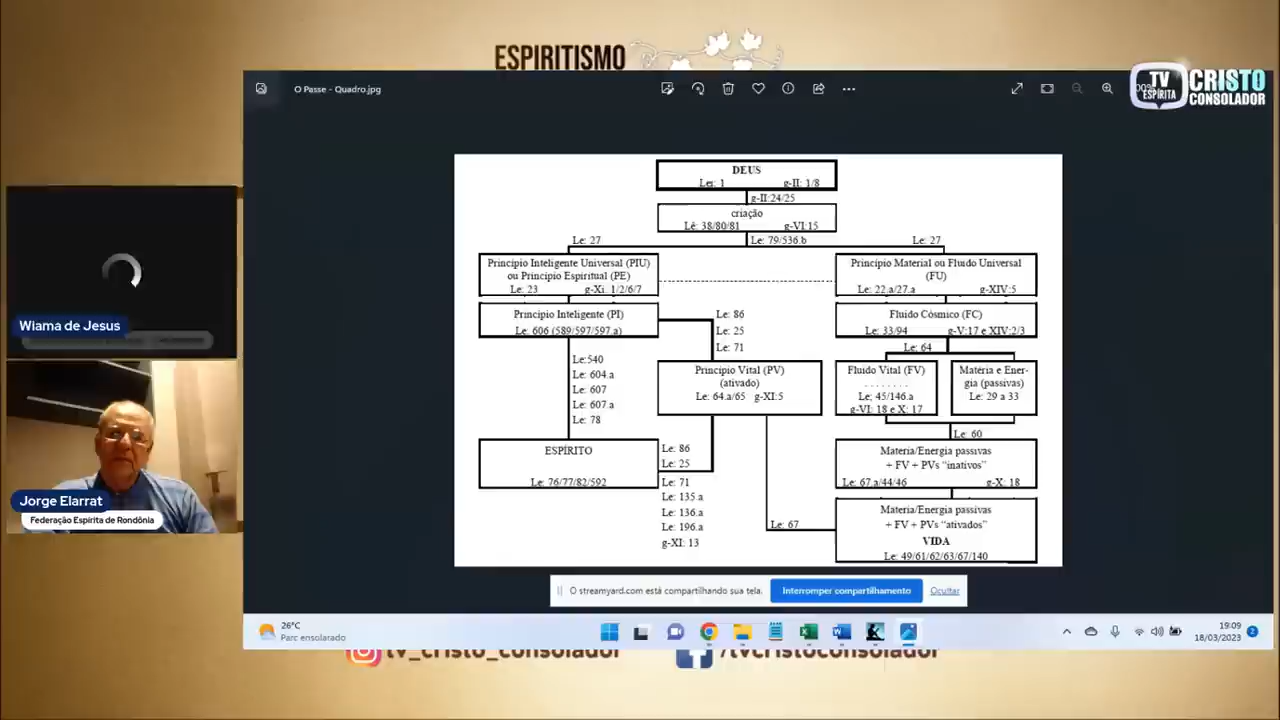 ESPIRITISMO
TV ESPÍRITA CRISTO CONSOLADOR
O Passe - Quadro.jpg
DEUS
Les: 1 g-II: 1/8
g-II:24/25
criação
Lê: 38/80/81 g-VI:15
Le: 27
Le: 79/536.b
Le: 27
Princípio Inteligente Universal (PIU)
ou Princípio Espiritual (PE)
Le: 23 g-Xi. 1/2/6/7
Princípio Material ou Fluido Universal
(FU)
Le: 22.a/27.a g-XIV:5
Princípio Inteligente (PI)
Le: 606 (589/597/597.a)
Le: 86
Le: 25
Le: 71
Fluido Cósmico (FC)
Le: 33/94 g-V:17 e XIV:2/3
Le: 64
Le:540
Le: 604.a
Le: 607
Le: 607.a
Le: 78
Princípio Vital (PV)
(ativado)
Le: 64.a/65 g-XI:5
Fluido Vital (FV)
. . . . . . . .
Le; 45/146.a
g-VI: 18 e X: 17
Matéria e Ener-
gia (passivas)
Le: 29 a 33
Le: 60
ESPÍRITO
Le: 76/77/82/592
Le: 86
Le: 25
Le: 71
Le: 135.a
Le: 136.a
Le: 196.a
g-XI: 13
Materia/Energia passivas
+ FV + PVs “inativos”
Le: 67.a/44/46 g-X: 18
Le: 67
Materia/Energia passivas
+ FV + PVs “ativados”
VIDA
Le: 49/61/62/63/67/140
Wiama de Jesus
Jorge Elarrat
Federação Espírita de Rondônia
O streamyard.com está compartilhando sua tela.
Interromper compartilhamento
Ocultar
26°C
Parc ensolarado
19:09
18/03/2023
2
tv_cristo_consolador
/tvcristoconsolador